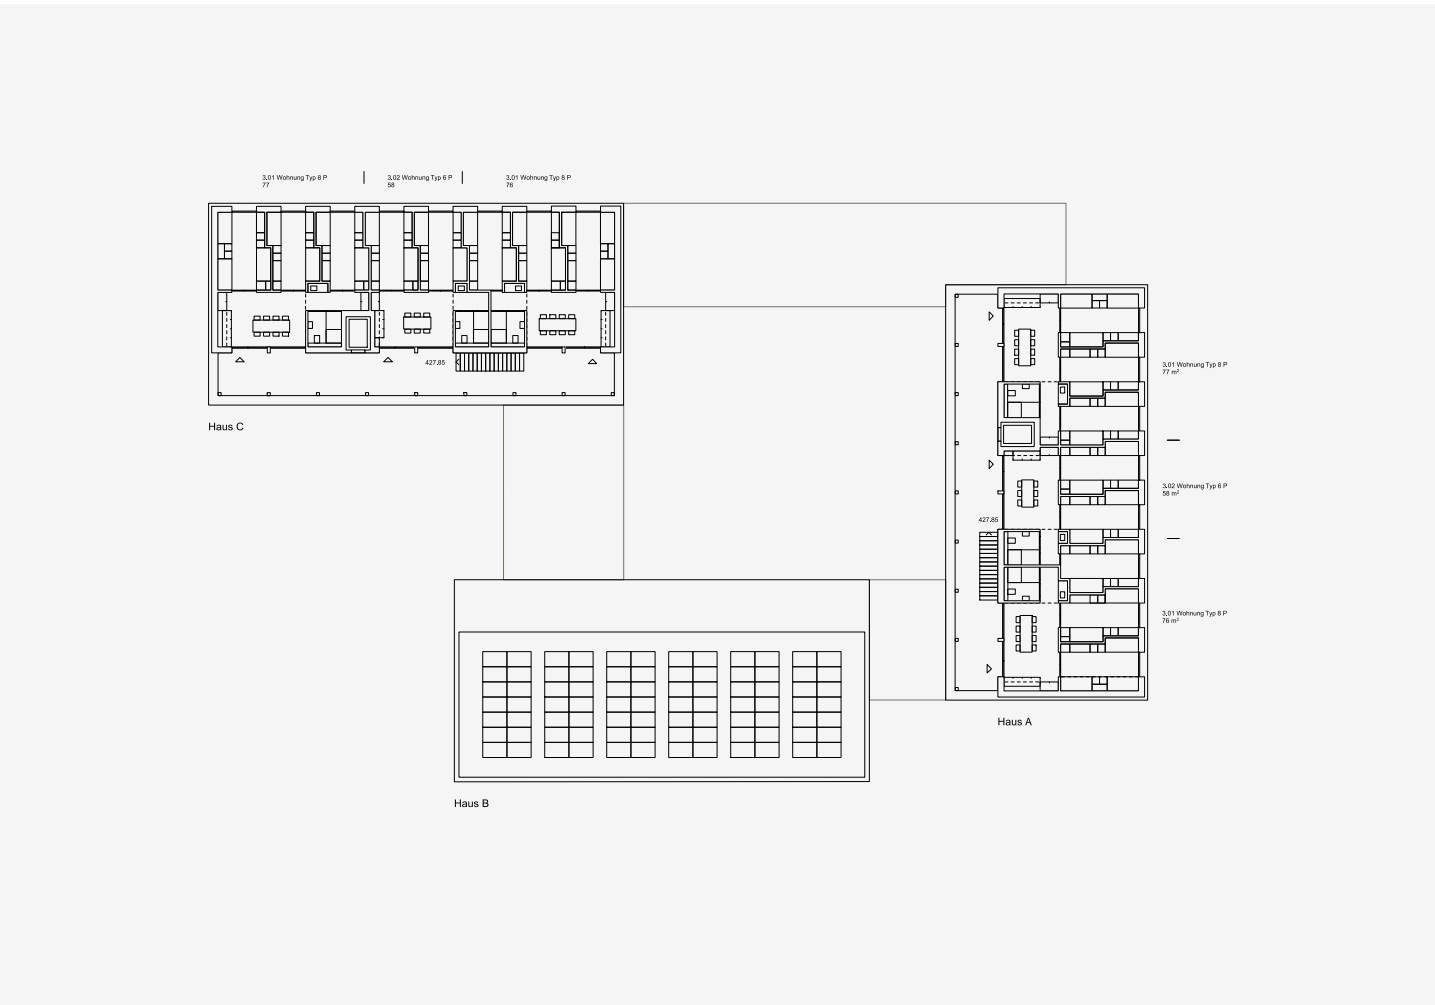 3.01 Wohnung Typ 8 P
77
3.02 Wohnung Typ 6 P
58
3.01 Wohnung Typ 8 P
76
427.85
Haus C
3.01 Wohnung Typ 8 P
77 m²
3.02 Wohnung Typ 6 P
58 m²
427.85
3.01 Wohnung Typ 8 P
76 m²
Haus A
Haus B